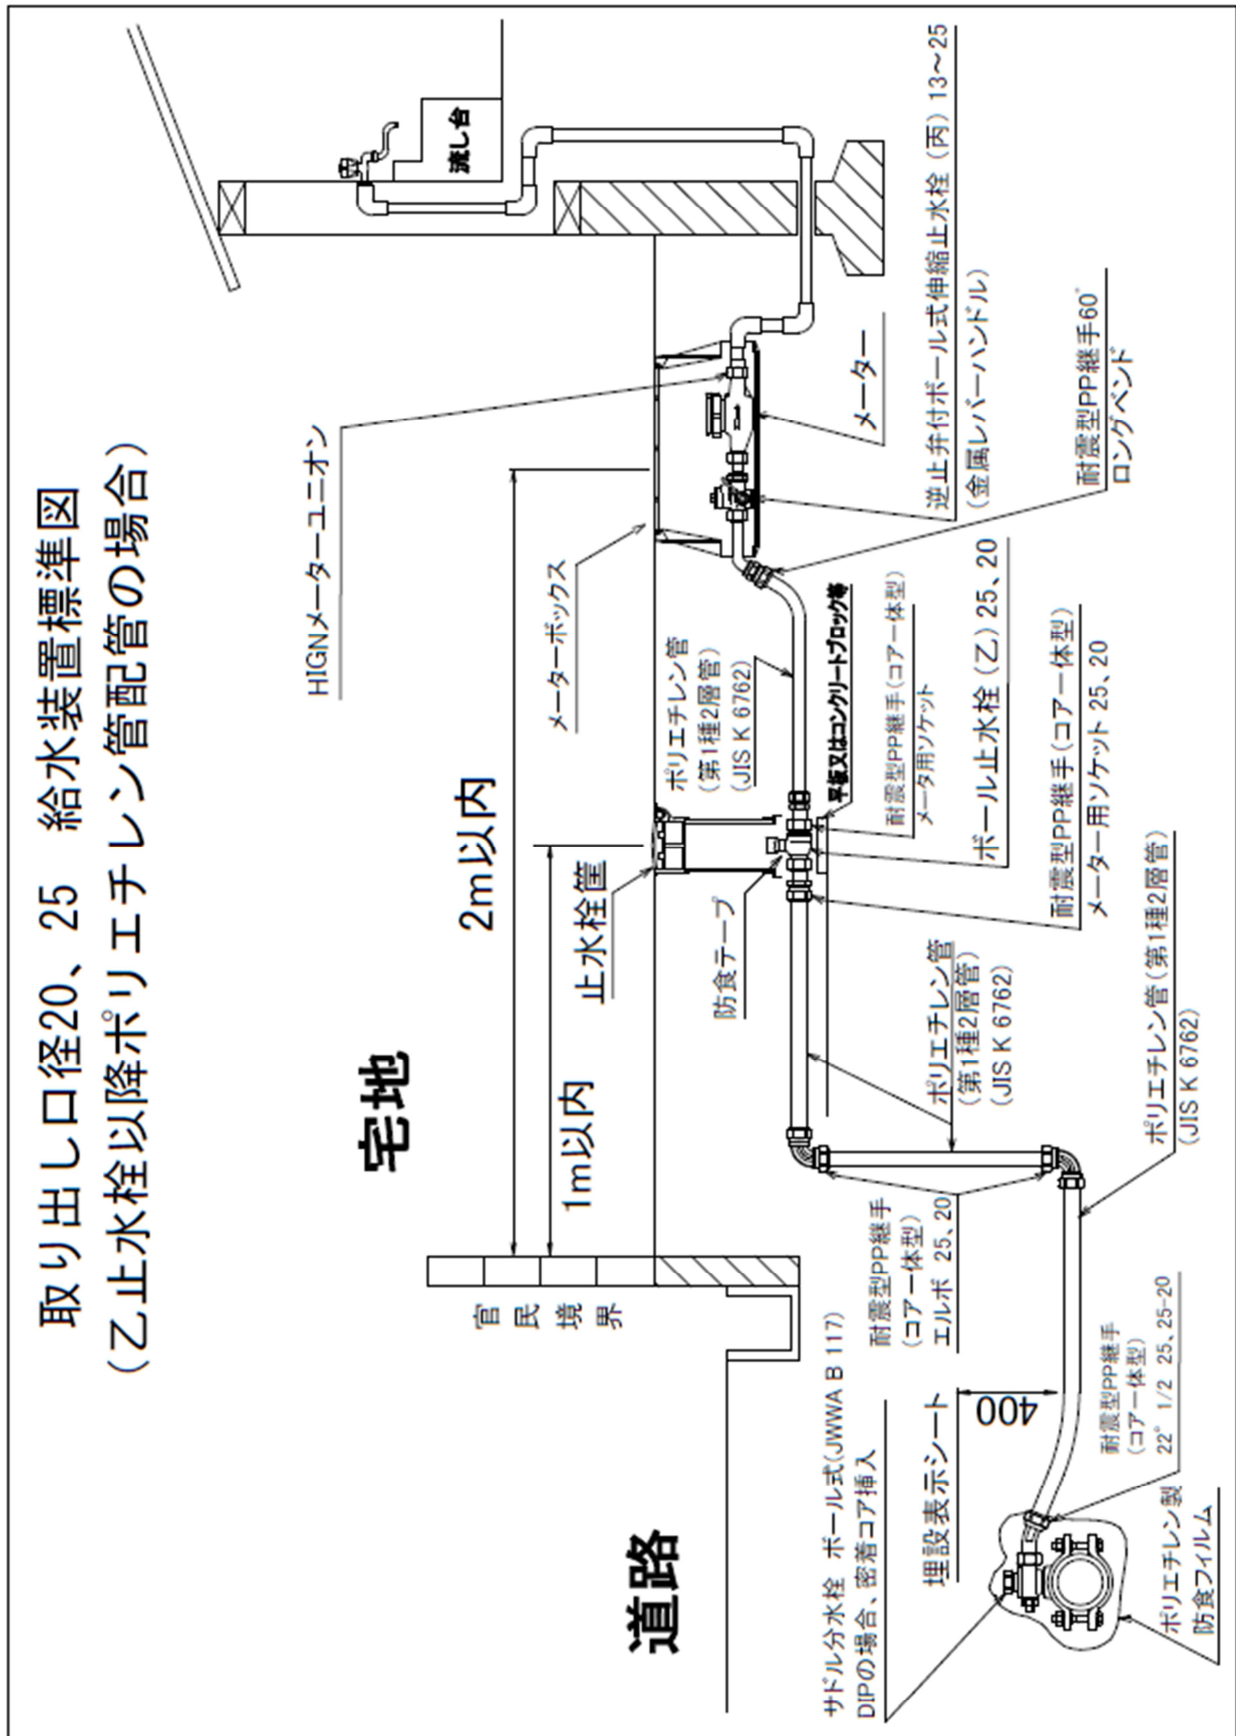 取り出し口径20、25　給水装置標準図
(乙止水栓以降ポリエチレン管配管の場合)
宅地
道路
官民境界
2m以内
1m以内
HIGNメーターユニオン
メーターボックス
止水栓筐
流し台
防食テープ
ポリエチレン管
(第1種2層管)
(JIS K 6762)
平板又はコンクリートブロック等
耐震型PP継手(コアー体型)
メータ用ソケット
ボール止水栓(乙) 25、20
耐震型PP継手(コアー体型)
メーター用ソケット 25、20
メーター
逆止弁付ボール式伸縮止水栓(丙) 13~25
(金属レバーハンドル)
耐震型PP継手60°
ロングベンド
ポリエチレン管
(第1種2層管)
(JIS K 6762)
ポリエチレン管(第1種2層管)
(JIS K 6762)
耐震型PP継手
(コアー体型)
エルボ 25、20
サドル分水栓 ボール式(JWWA B 117)
DIPの場合、密着コア挿入
埋設表示シート
400
耐震型PP継手
(コアー体型)
22° 1/2 25、25-20
ポリエチレン製
防食フィルム